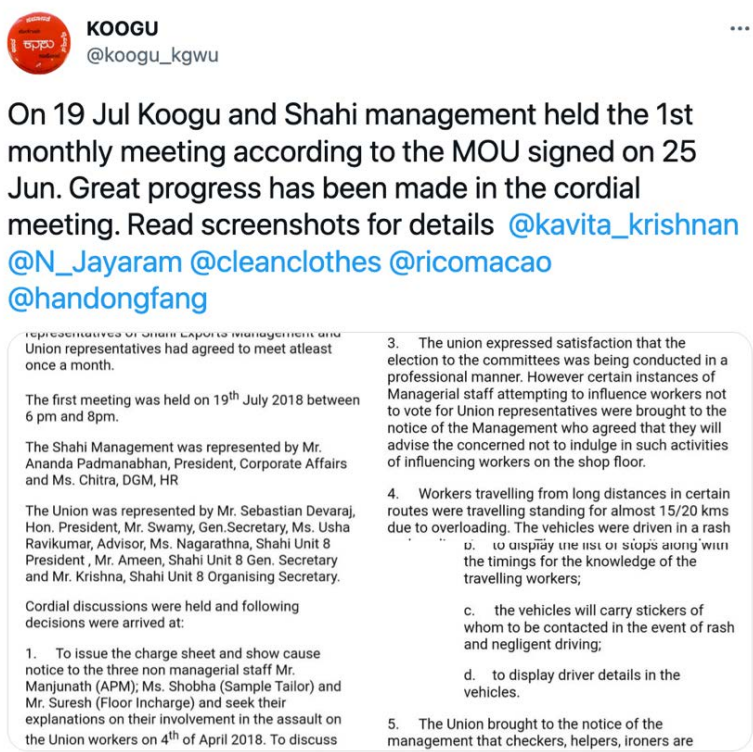 ಕನಸು
KOOGU
@koogu_kgwu
On 19 Jul Koogu and Shahi management held the 1st
monthly meeting according to the MOU signed on 25
Jun. Great progress has been made in the cordial
meeting. Read screenshots for details @kavita_krishnan
@N_Jayaram @cleanclothes @ricomacao
@handongfang
representatives of Shahi Exports Management and
Union representatives had agreed to meet atleast
once a month.
The first meeting was held on 19th July 2018 between
6 pm and 8pm.
The Shahi Management was represented by Mr.
Ananda Padmanabhan, President, Corporate Affairs
and Ms. Chitra, DGM, HR
The Union was represented by Mr. Sebastian Devaraj,
Hon. President, Mr. Swamy, Gen.Secretary, Ms. Usha
Ravikumar, Advisor, Ms. Nagarathna, Shahi Unit 8
President , Mr. Ameen, Shahi Unit 8 Gen. Secretary
and Mr. Krishna, Shahi Unit 8 Organising Secretary.
Cordial discussions were held and following
decisions were arrived at:
1. To issue the charge sheet and show cause
notice to the three non managerial staff Mr.
Manjunath (APM); Ms. Shobha (Sample Tailor) and
Mr. Suresh (Floor Incharge) and seek their
explanations on their involvement in the assault on
the Union workers on 4th of April 2018. To discuss
3. The union expressed satisfaction that the
election to the committees was being conducted in a
professional manner. However certain instances of
Managerial staff attempting to influence workers not
to vote for Union representatives were brought to the
notice of the Management who agreed that they will
advise the concerned not to indulge in such activities
of influencing workers on the shop floor.
4. Workers travelling from long distances in certain
routes were travelling standing for almost 15/20 kms
due to overloading. The vehicles were driven in a rash
b. to display the list of stops along with
the timings for the knowledge of the
travelling workers;
c. the vehicles will carry stickers of
whom to be contacted in the event of rash
and negligent driving;
d. to display driver details in the
vehicles.
5. The Union brought to the notice of the
management that checkers, helpers, ironers are